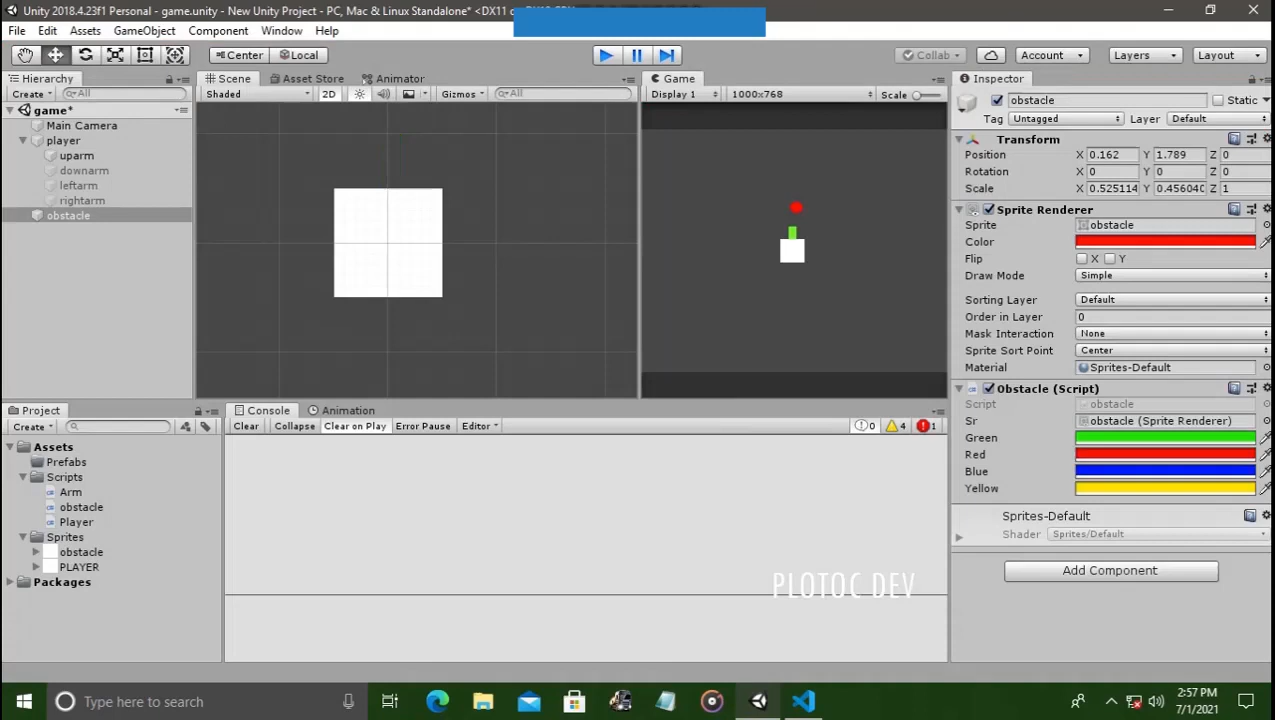 Unity 2018.4.23f1 Personal - game.unity - New Unity Project - PC, Mac & Linux Standalone* <DX11
File Edit Assets GameObject Component Window Help
Center Local Collab Account Layers Layout
Hierarchy
Create All
game*
Main Camera
player
uparm
downarm
leftarm
rightarm
obstacle
Scene Asset Store Animator
Shaded 2D Gizmos All
Game
Display 1 1000x768 Scale
Inspector
obstacle Static
Tag Untagged Layer Default
Transform
Position X 0.162 Y 1.789 Z 0
Rotation X 0 Y 0 Z 0
Scale X 0.525114 Y 0.45604 Z 1
Sprite Renderer
Sprite obstacle
Color
Flip X Y
Draw Mode Simple
Sorting Layer Default
Order in Layer 0
Mask Interaction None
Sprite Sort Point Center
Material Sprites-Default
Obstacle (Script)
Script obstacle
Sr obstacle (Sprite Renderer)
Green
Red
Blue
Yellow
Sprites-Default
Shader Sprites/Default
Add Component
Project
Create
Assets
Prefabs
Scripts
Arm
obstacle
Player
Sprites
obstacle
PLAYER
Packages
Console Animation
Clear Collapse Clear on Play Error Pause Editor 0 4 1
PLOTOC DEV
Type here to search
2:57 PM
7/1/2021